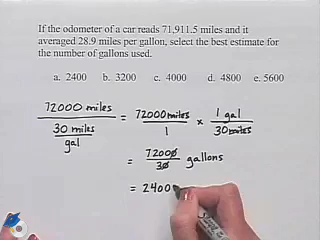 If the odometer of a car reads 71,911.5 miles and it
averaged 28.9 miles per gallon, select the best estimate for
the number of gallons used.
a. 2400 b. 3200 c. 4000 d. 4800 e. 5600
72000 miles / 30 miles/gal = 72000 miles / 1 × 1 gal / 30 miles
= 72000 / 30 gallons
= 2400